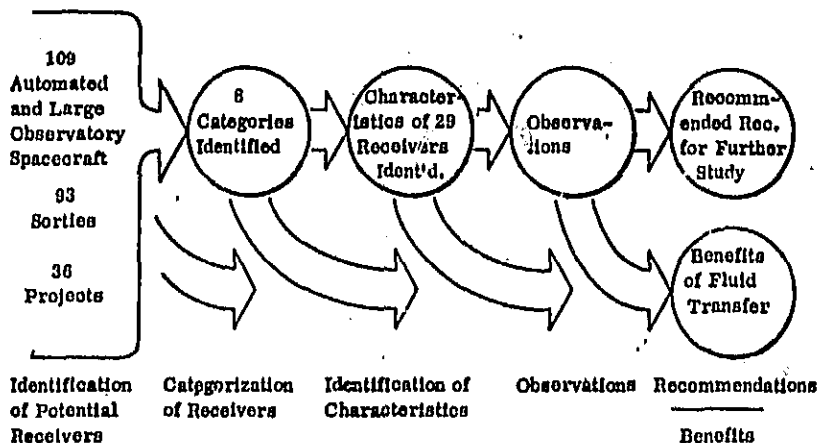 109
Automated
and Large
Observatory
Spacecraft
93
Sorties
36
Projects
6
Categories
Identified
Character-
istics of 29
Receivers
Ident'd.
Observa-
tions
Recomm-
ended Rec.
for Further
Study
Benefits
of Fluid
Transfer
Identification
of Potential
Receivers
Categorization
of Receivers
Identification of
Characteristics
Observations
Recommendations
Benefits